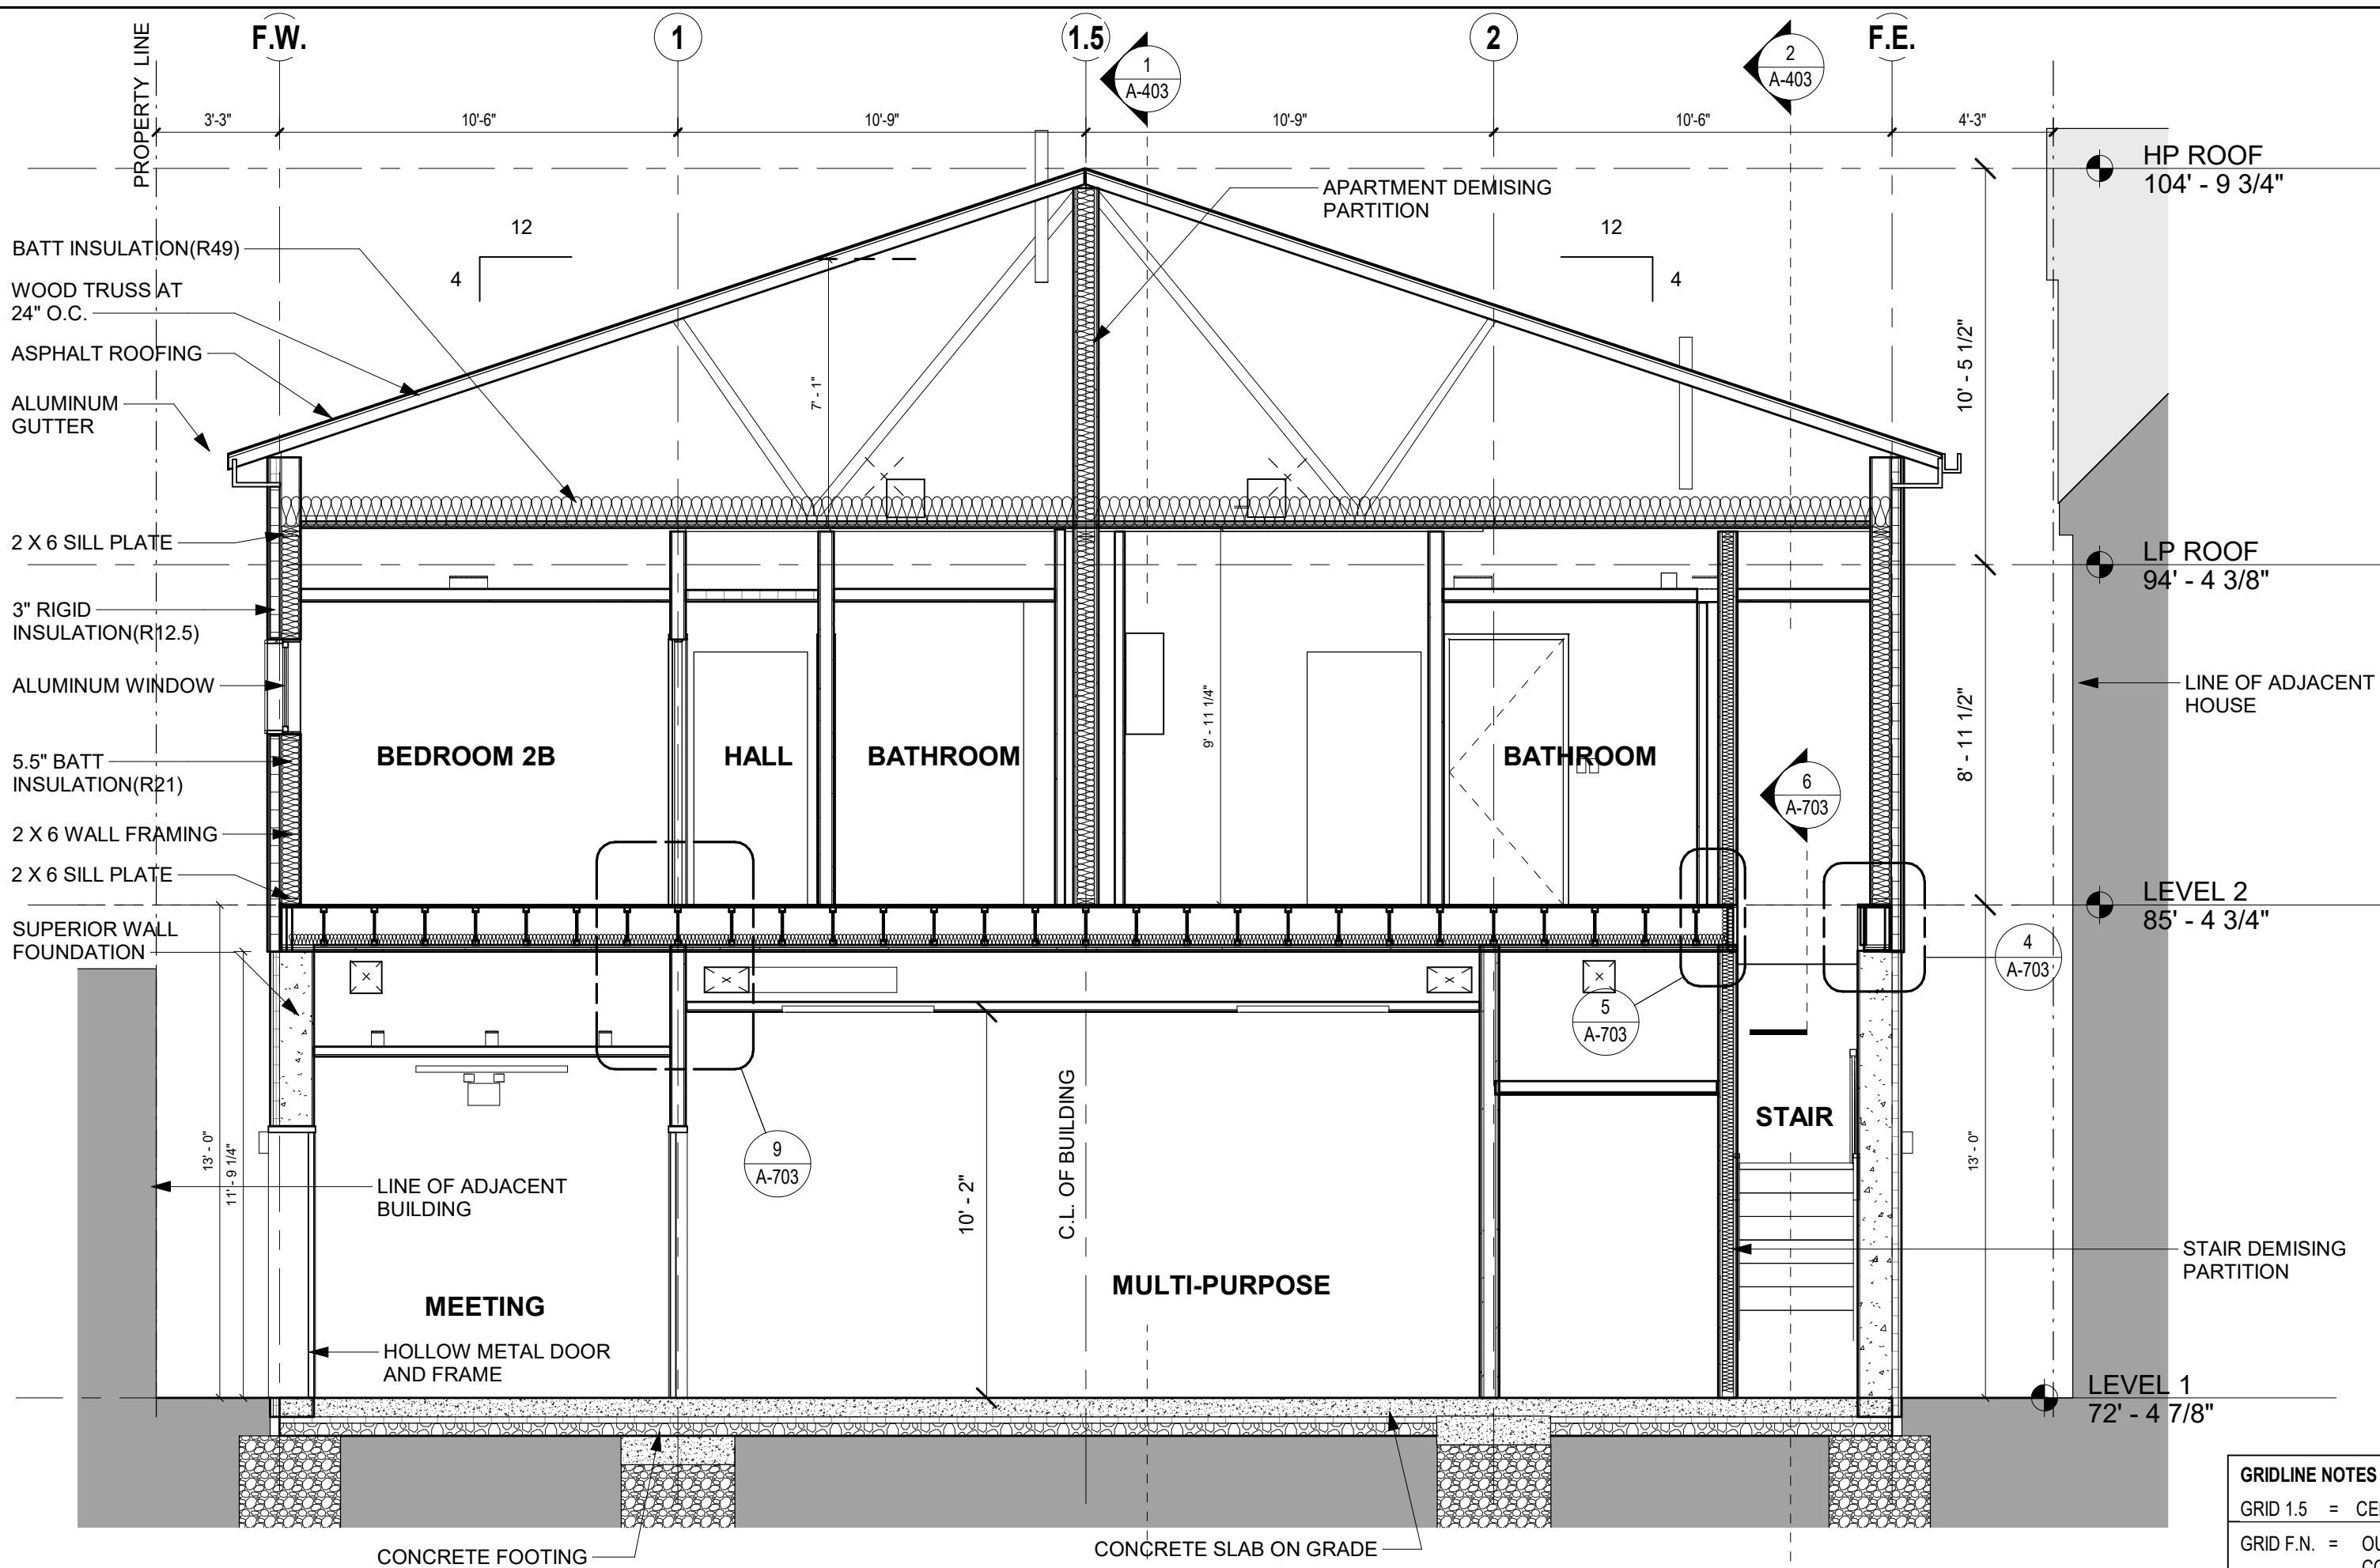 PROPERTY LINE
F.W.
1
1.5
2
F.E.
1
A-403
2
A-403
3'-3"
10'-6"
10'-9"
10'-9"
10'-6"
4'-3"
HP ROOF
104' - 9 3/4"
APARTMENT DEMISING
PARTITION
12
4
12
4
BATT INSULATION(R49)
WOOD TRUSS AT
24" O.C.
ASPHALT ROOFING
ALUMINUM
GUTTER
7' - 1"
10' - 5 1/2"
2 X 6 SILL PLATE
LP ROOF
94' - 4 3/8"
3" RIGID
INSULATION(R12.5)
ALUMINUM WINDOW
LINE OF ADJACENT
HOUSE
9' - 11 1/4"
8' - 11 1/2"
BEDROOM 2B
HALL
BATHROOM
BATHROOM
5.5" BATT
INSULATION(R21)
6
A-703
2 X 6 WALL FRAMING
2 X 6 SILL PLATE
LEVEL 2
85' - 4 3/4"
SUPERIOR WALL
FOUNDATION
4
A-703
5
A-703
STAIR
C.L. OF BUILDING
13' - 0"
11' - 9 1/4"
9
A-703
10' - 2"
13' - 0"
LINE OF ADJACENT
BUILDING
STAIR DEMISING
PARTITION
MULTI-PURPOSE
MEETING
HOLLOW METAL DOOR
AND FRAME
LEVEL 1
72' - 4 7/8"
GRIDLINE NOTES
GRID 1.5 =
GRID F.N. =
CONCRETE FOOTING
CONCRETE SLAB ON GRADE